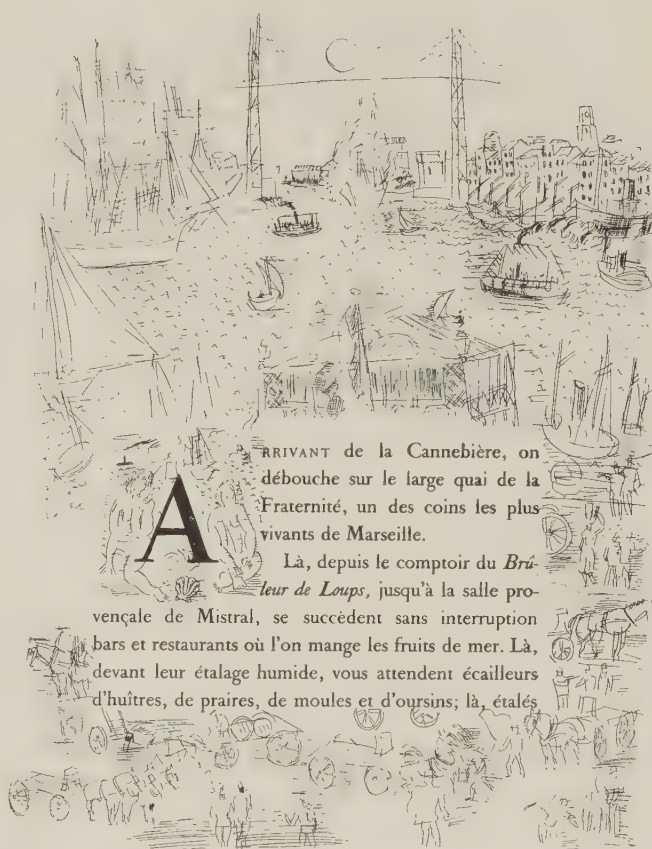 ARRIVANT de la Cannebière, on
débouche sur le large quai de la
Fraternité, un des coins les plus
vivants de Marseille.
Là, depuis le comptoir du Brû-
leur de Loups, jusqu'à la salle pro-
vençale de Mistral, se succèdent sans interruption
bars et restaurants où l'on mange les fruits de mer. Là,
devant leur étalage humide, vous attendent écailleurs
d'huîtres, de praires, de moules et d'oursins; là, étalés